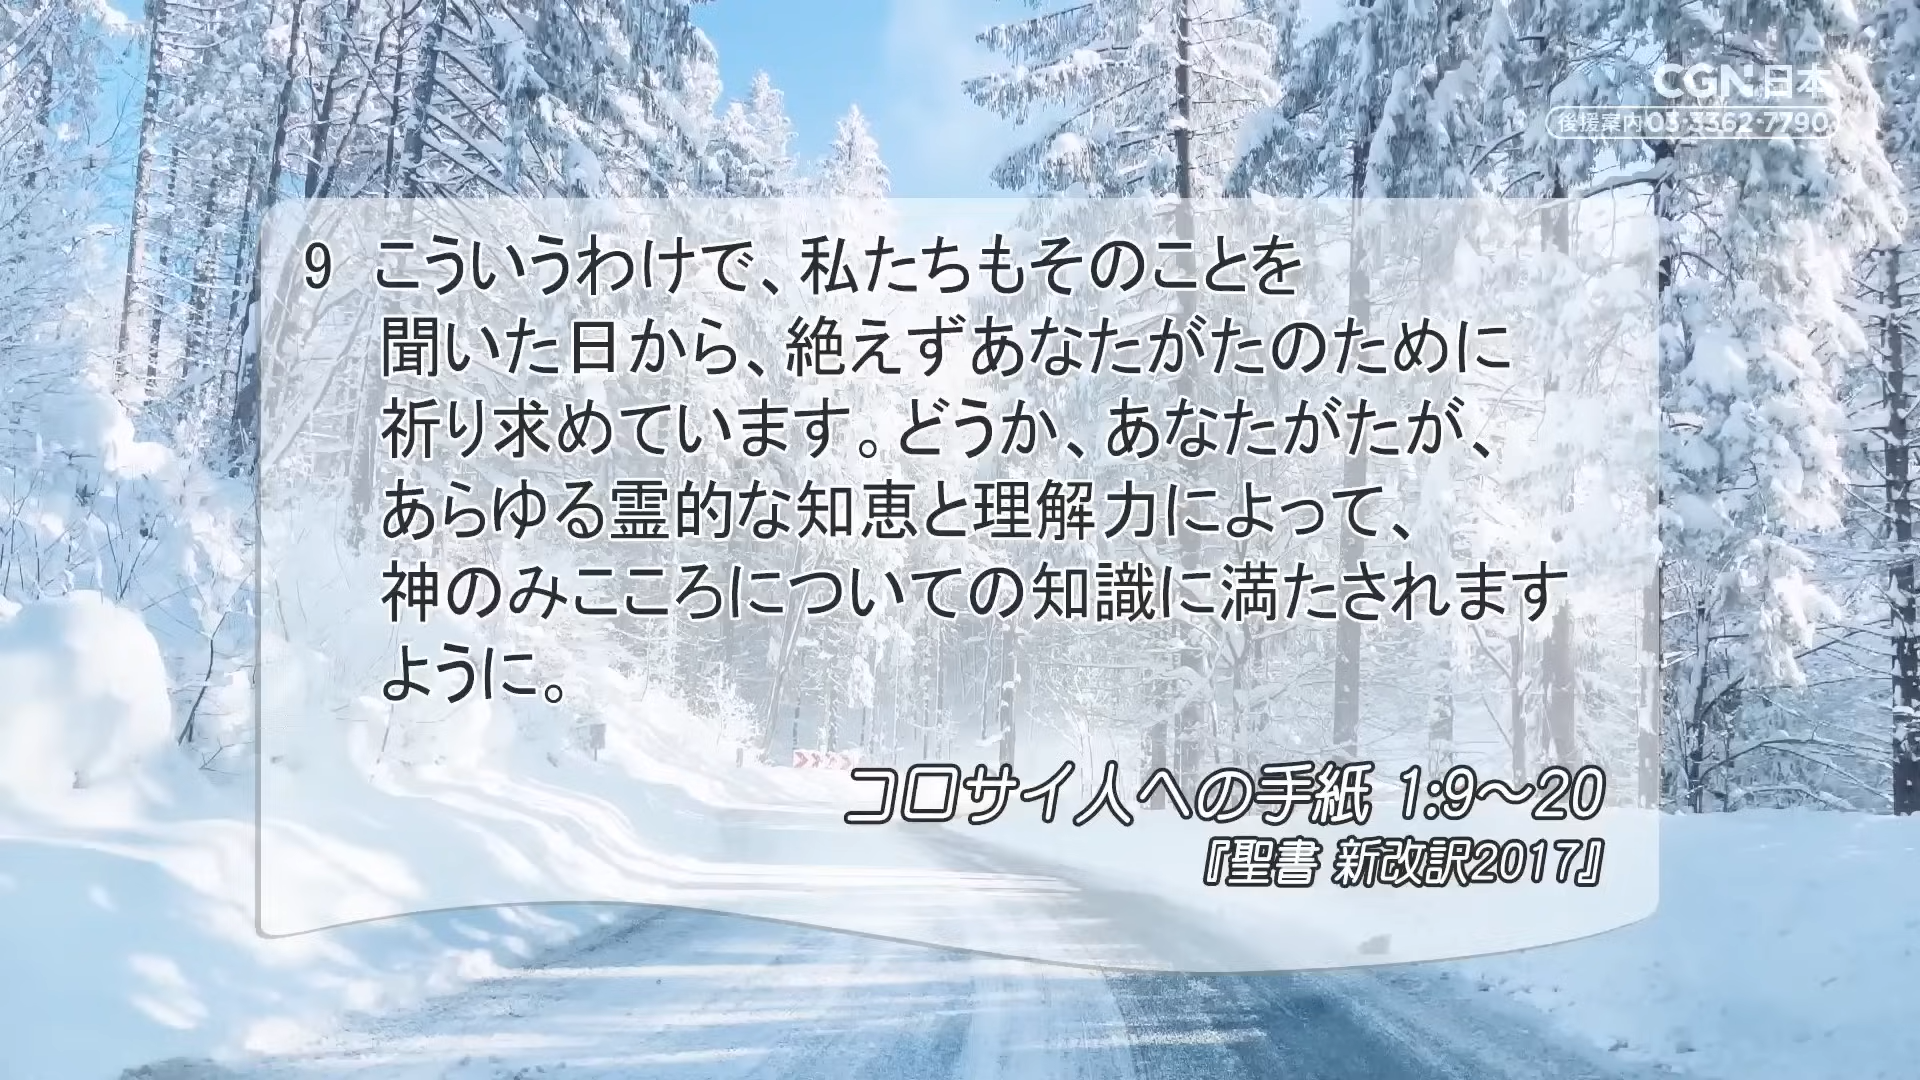 CGN日本
後援案内03-3362-7790
9 こういうわけで、私たちもそのことを
聞いた日から、絶えずあなたがたのために
祈り求めています。どうか、あなたがたが、
あらゆる霊的な知恵と理解力によって、
神のみこころについての知識に満たされます
ように。
コロサイ人への手紙 1:9〜20
『聖書 新改訳2017』